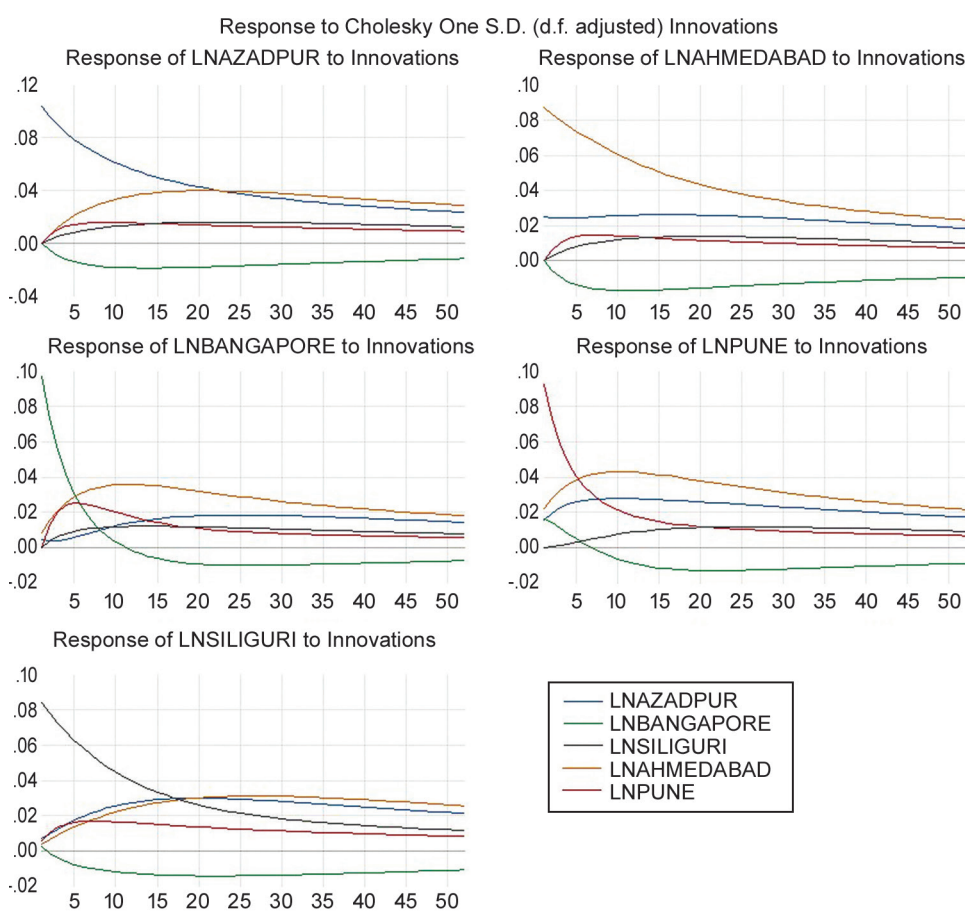 Response to Cholesky One S.D. (d.f. adjusted) Innovations
Response of LNAZADPUR to Innovations
.12
.08
.04
.00
-.04
5 10 15 20 25 30 35 40 45 50
Response of LNAHMEDABAD to Innovations
.10
.08
.06
.04
.02
.00
5 10 15 20 25 30 35 40 45 50
Response of LNBANGAPORE to Innovations
.10
.08
.06
.04
.02
.00
-.02
5 10 15 20 25 30 35 40 45 50
Response of LNPUNE to Innovations
.10
.08
.06
.04
.02
.00
-.02
5 10 15 20 25 30 35 40 45 50
Response of LNSILIGURI to Innovations
.10
.08
.06
.04
.02
.00
-.02
5 10 15 20 25 30 35 40 45 50
LNAZADPUR
LNBANGAPORE
LNSILIGURI
LNAHMEDABAD
LNPUNE